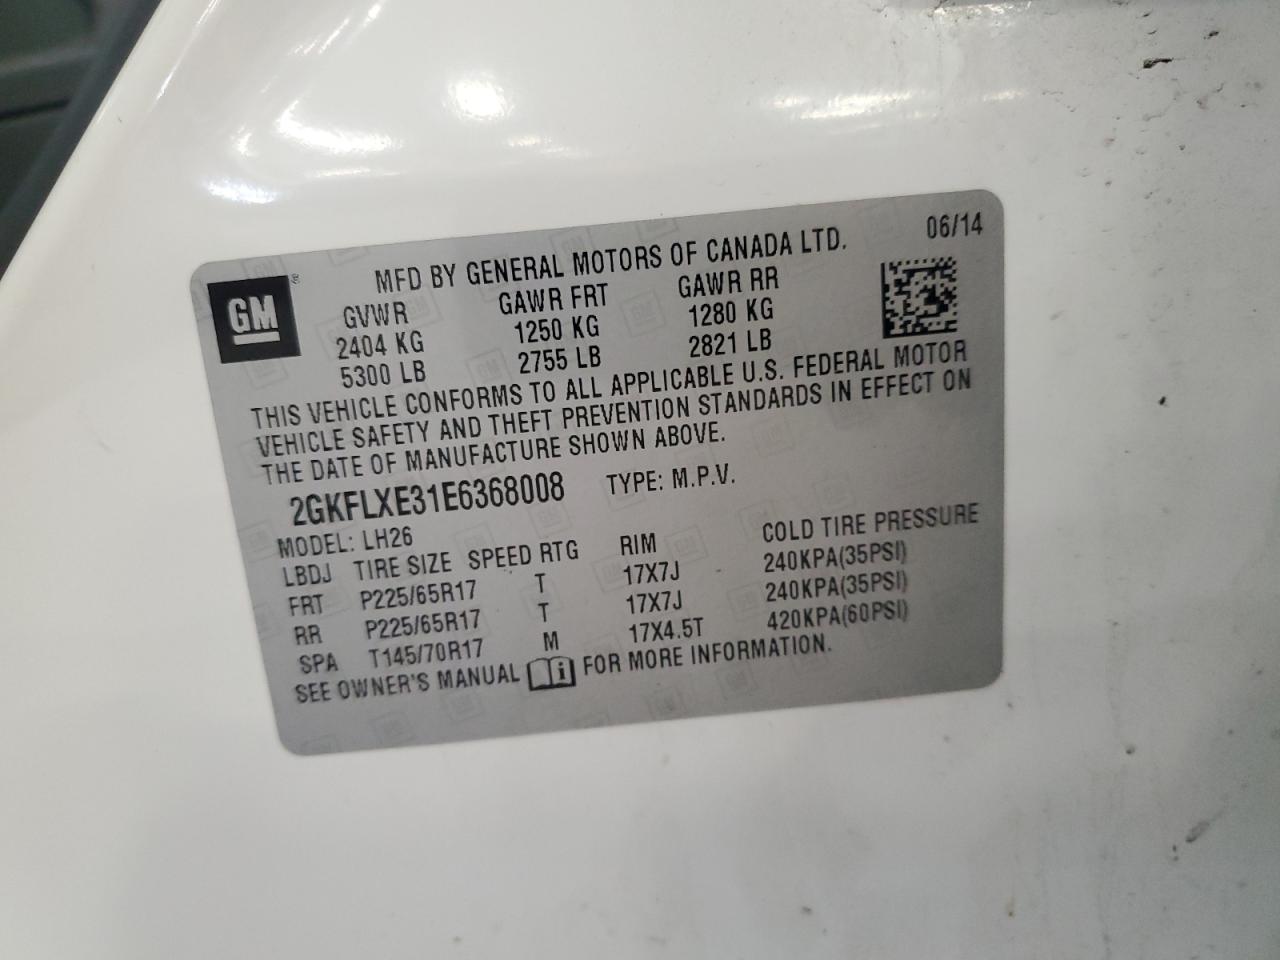 MFD BY GENERAL MOTORS OF CANADA LTD. 06/14
GM ®
GVWR GAWR FRT GAWR RR
2404 KG 1250 KG 1280 KG
5300 LB 2755 LB 2821 LB
THIS VEHICLE CONFORMS TO ALL APPLICABLE U.S. FEDERAL MOTOR
VEHICLE SAFETY AND THEFT PREVENTION STANDARDS IN EFFECT ON
THE DATE OF MANUFACTURE SHOWN ABOVE.
2GKFLXE31E6368008 TYPE: M.P.V.
MODEL: LH26
LBDJ TIRE SIZE SPEED RTG RIM COLD TIRE PRESSURE
FRT P225/65R17 T 17X7J 240KPA(35PSI)
RR P225/65R17 T 17X7J 240KPA(35PSI)
SPA T145/70R17 M 17X4.5T 420KPA(60PSI)
SEE OWNER'S MANUAL i FOR MORE INFORMATION.